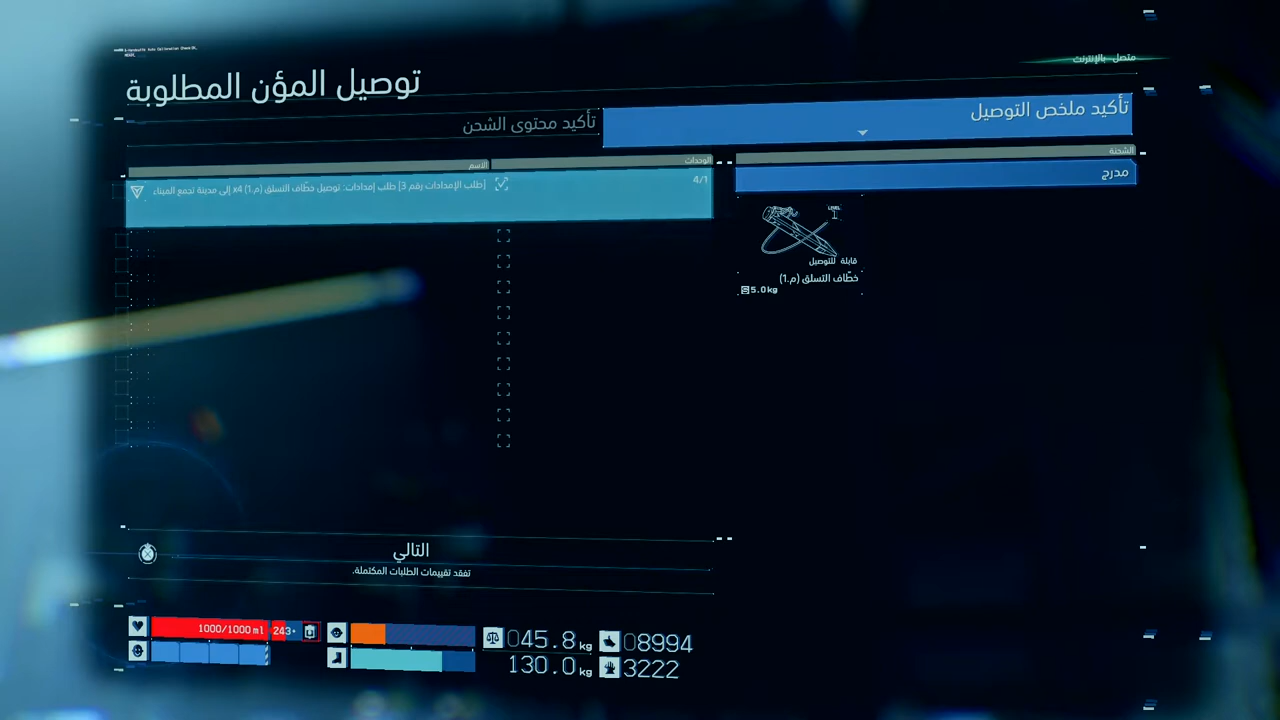 توصيل المؤن المطلوبة
متصل بالإنترنت
تأكيد ملخص التوصيل
تأكيد محتوى الشحن
الاسم
الوحدات
الشحنة
[طلب الإمدادات رقم 3] طلب إمدادات: توصيل خطّاف التسلق (م.1) x4 إلى مدينة تجمع الميناء
4/1
مدرج
LEVEL
1
قابلة للتوصيل
خطّاف التسلق (م.1)
S 5.0kg
التالي
تفقد تقييمات الطلبات المكتملة.
1000/1000 ml
243•
045.8 kg
08994
130.0 kg
3222